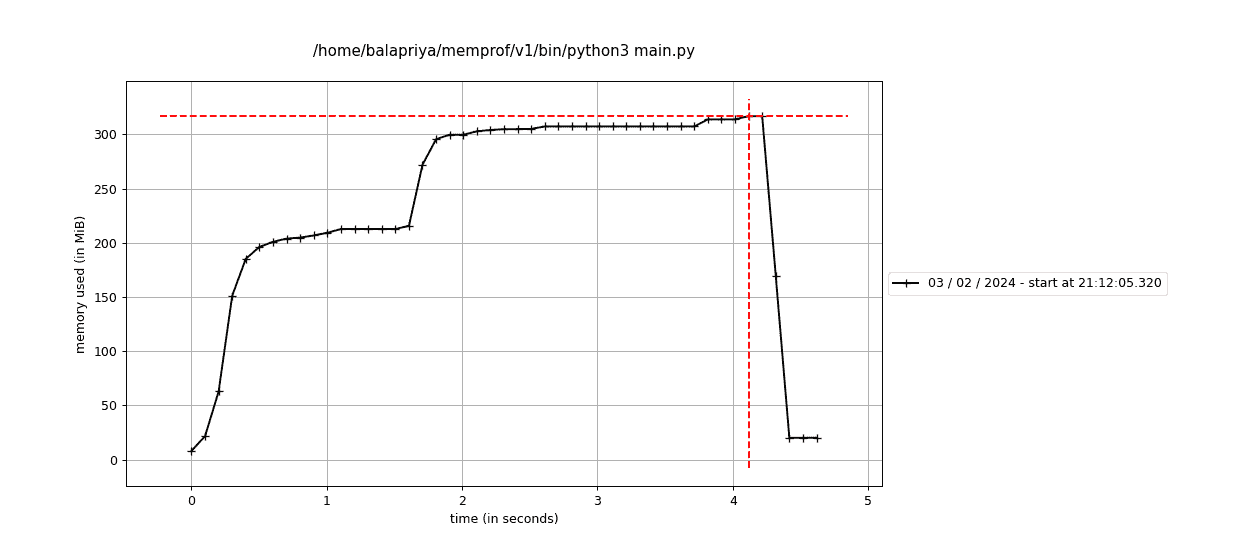 /home/balapriya/memprof/v1/bin/python3 main.py
300
250
200
150
100
50
0
memory used (in MiB)
0 1 2 3 4 5
time (in seconds)
03 / 02 / 2024 - start at 21:12:05.320